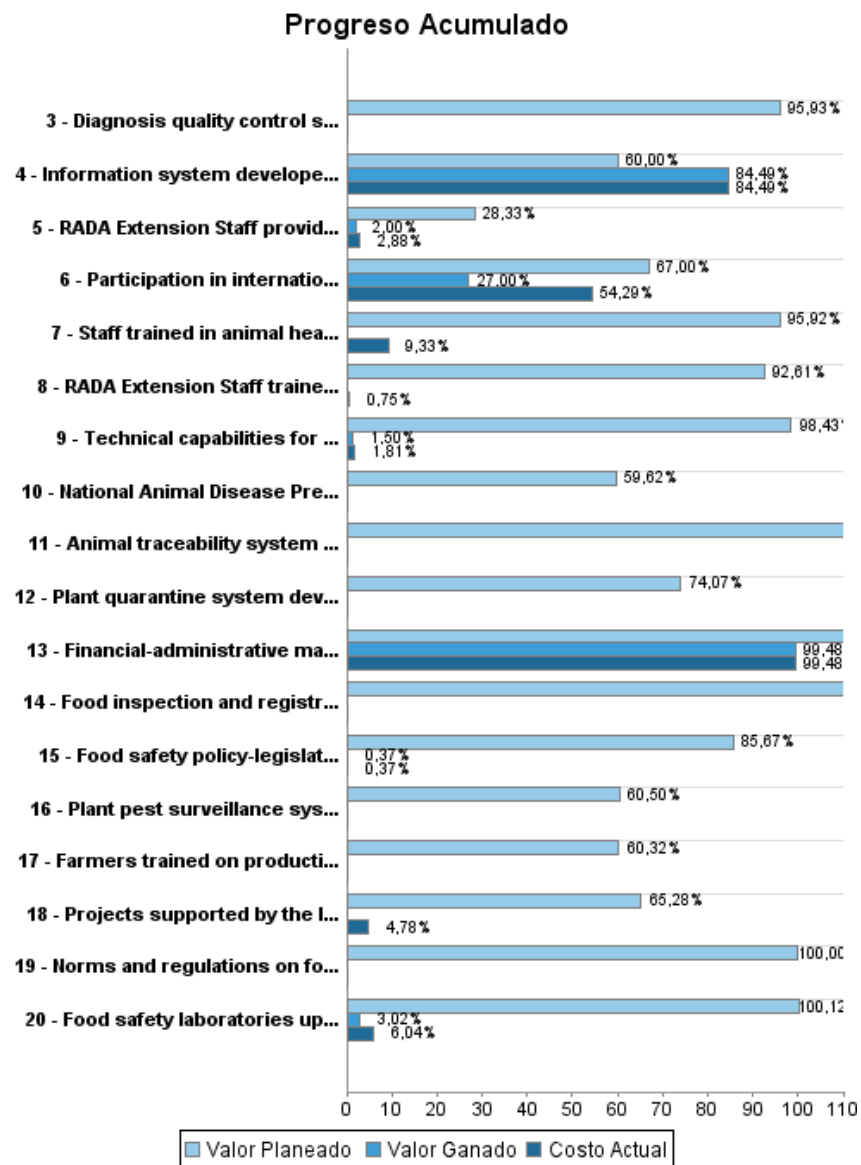 Progreso Acumulado
3 - Diagnosis quality control s...
95,93%
4 - Information system develope...
60,00%
84,49%
84,49%
5 - RADA Extension Staff provid...
28,33%
2,00%
2,88%
6 - Participation in internatio...
67,00%
27,00%
54,29%
7 - Staff trained in animal hea...
95,92%
9,33%
8 - RADA Extension Staff traine...
92,61%
0,75%
9 - Technical capabilities for ...
98,43%
1,50%
1,81%
10 - National Animal Disease Pre...
59,62%
11 - Animal traceability system ...
12 - Plant quarantine system dev...
74,07%
13 - Financial-administrative ma...
99,48
99,48
14 - Food inspection and registr...
15 - Food safety policy-legislat...
85,67%
0,37%
0,37%
16 - Plant pest surveillance sys...
60,50%
17 - Farmers trained on producti...
60,32%
18 - Projects supported by the I...
65,28%
4,78%
19 - Norms and regulations on fo...
100,00
20 - Food safety laboratories up...
100,12
3,02%
6,04%
0 10 20 30 40 50 60 70 80 90 100 110
Valor Planeado Valor Ganado Costo Actual